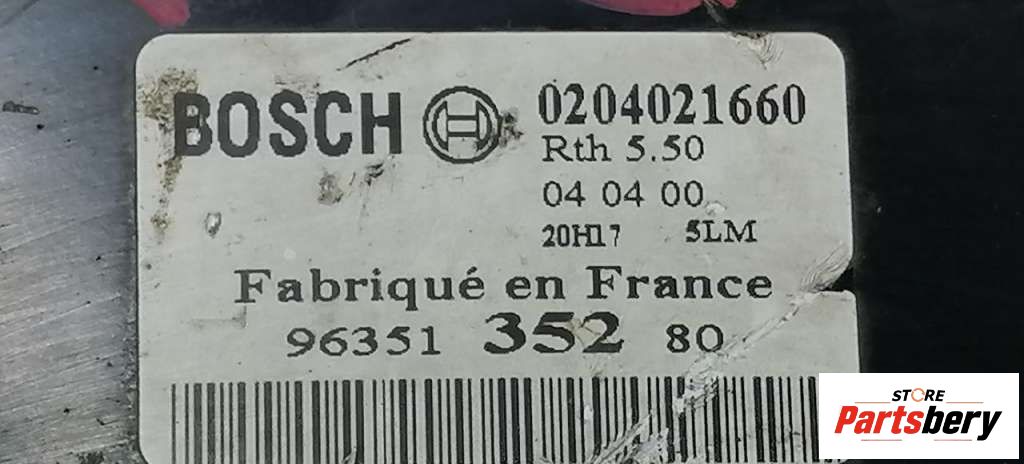 BOSCH 0204021660
Rth 5.50
04 04 00
20H17 5LM
Fabriqué en France
96351 352 80
STORE
Partsbery